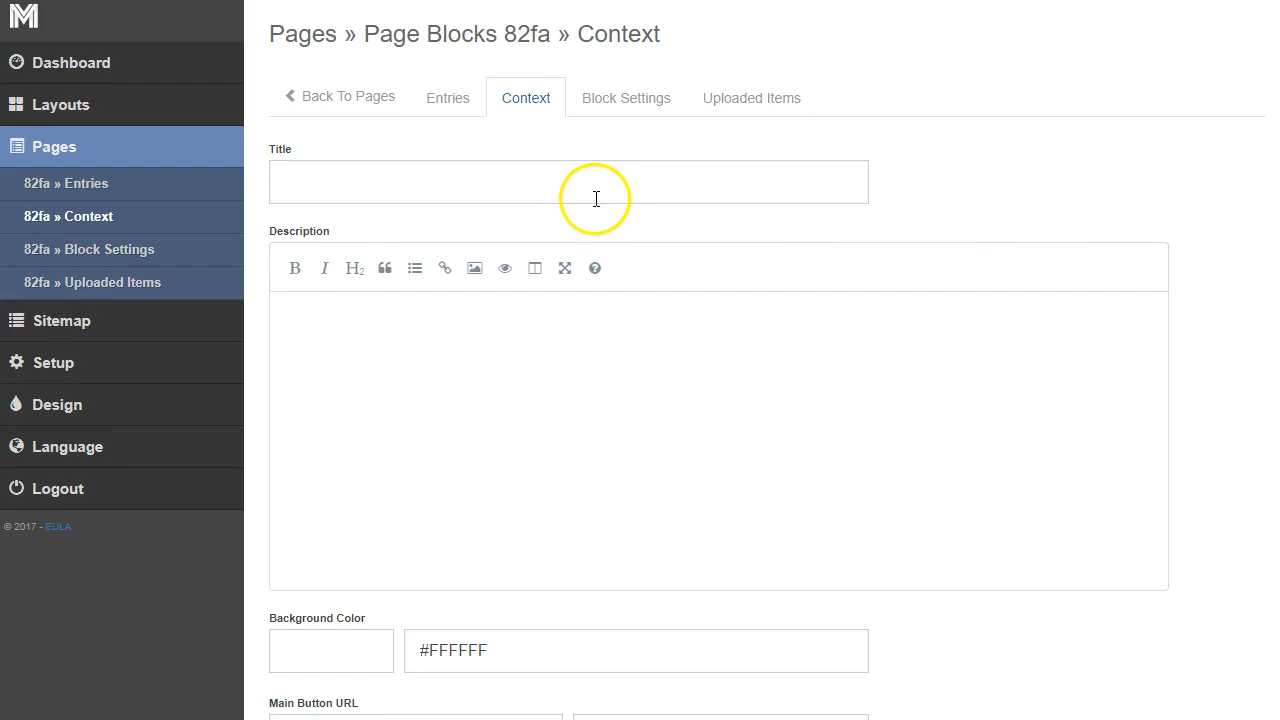 M
Dashboard
Layouts
Pages
82fa » Entries
82fa » Context
82fa » Block Settings
82fa » Uploaded Items
Sitemap
Setup
Design
Language
Logout
© 2017 - EULA
Pages » Page Blocks 82fa » Context
Back To Pages Entries Context Block Settings Uploaded Items
Title
Description
B I H2
Background Color
#FFFFFF
Main Button URL